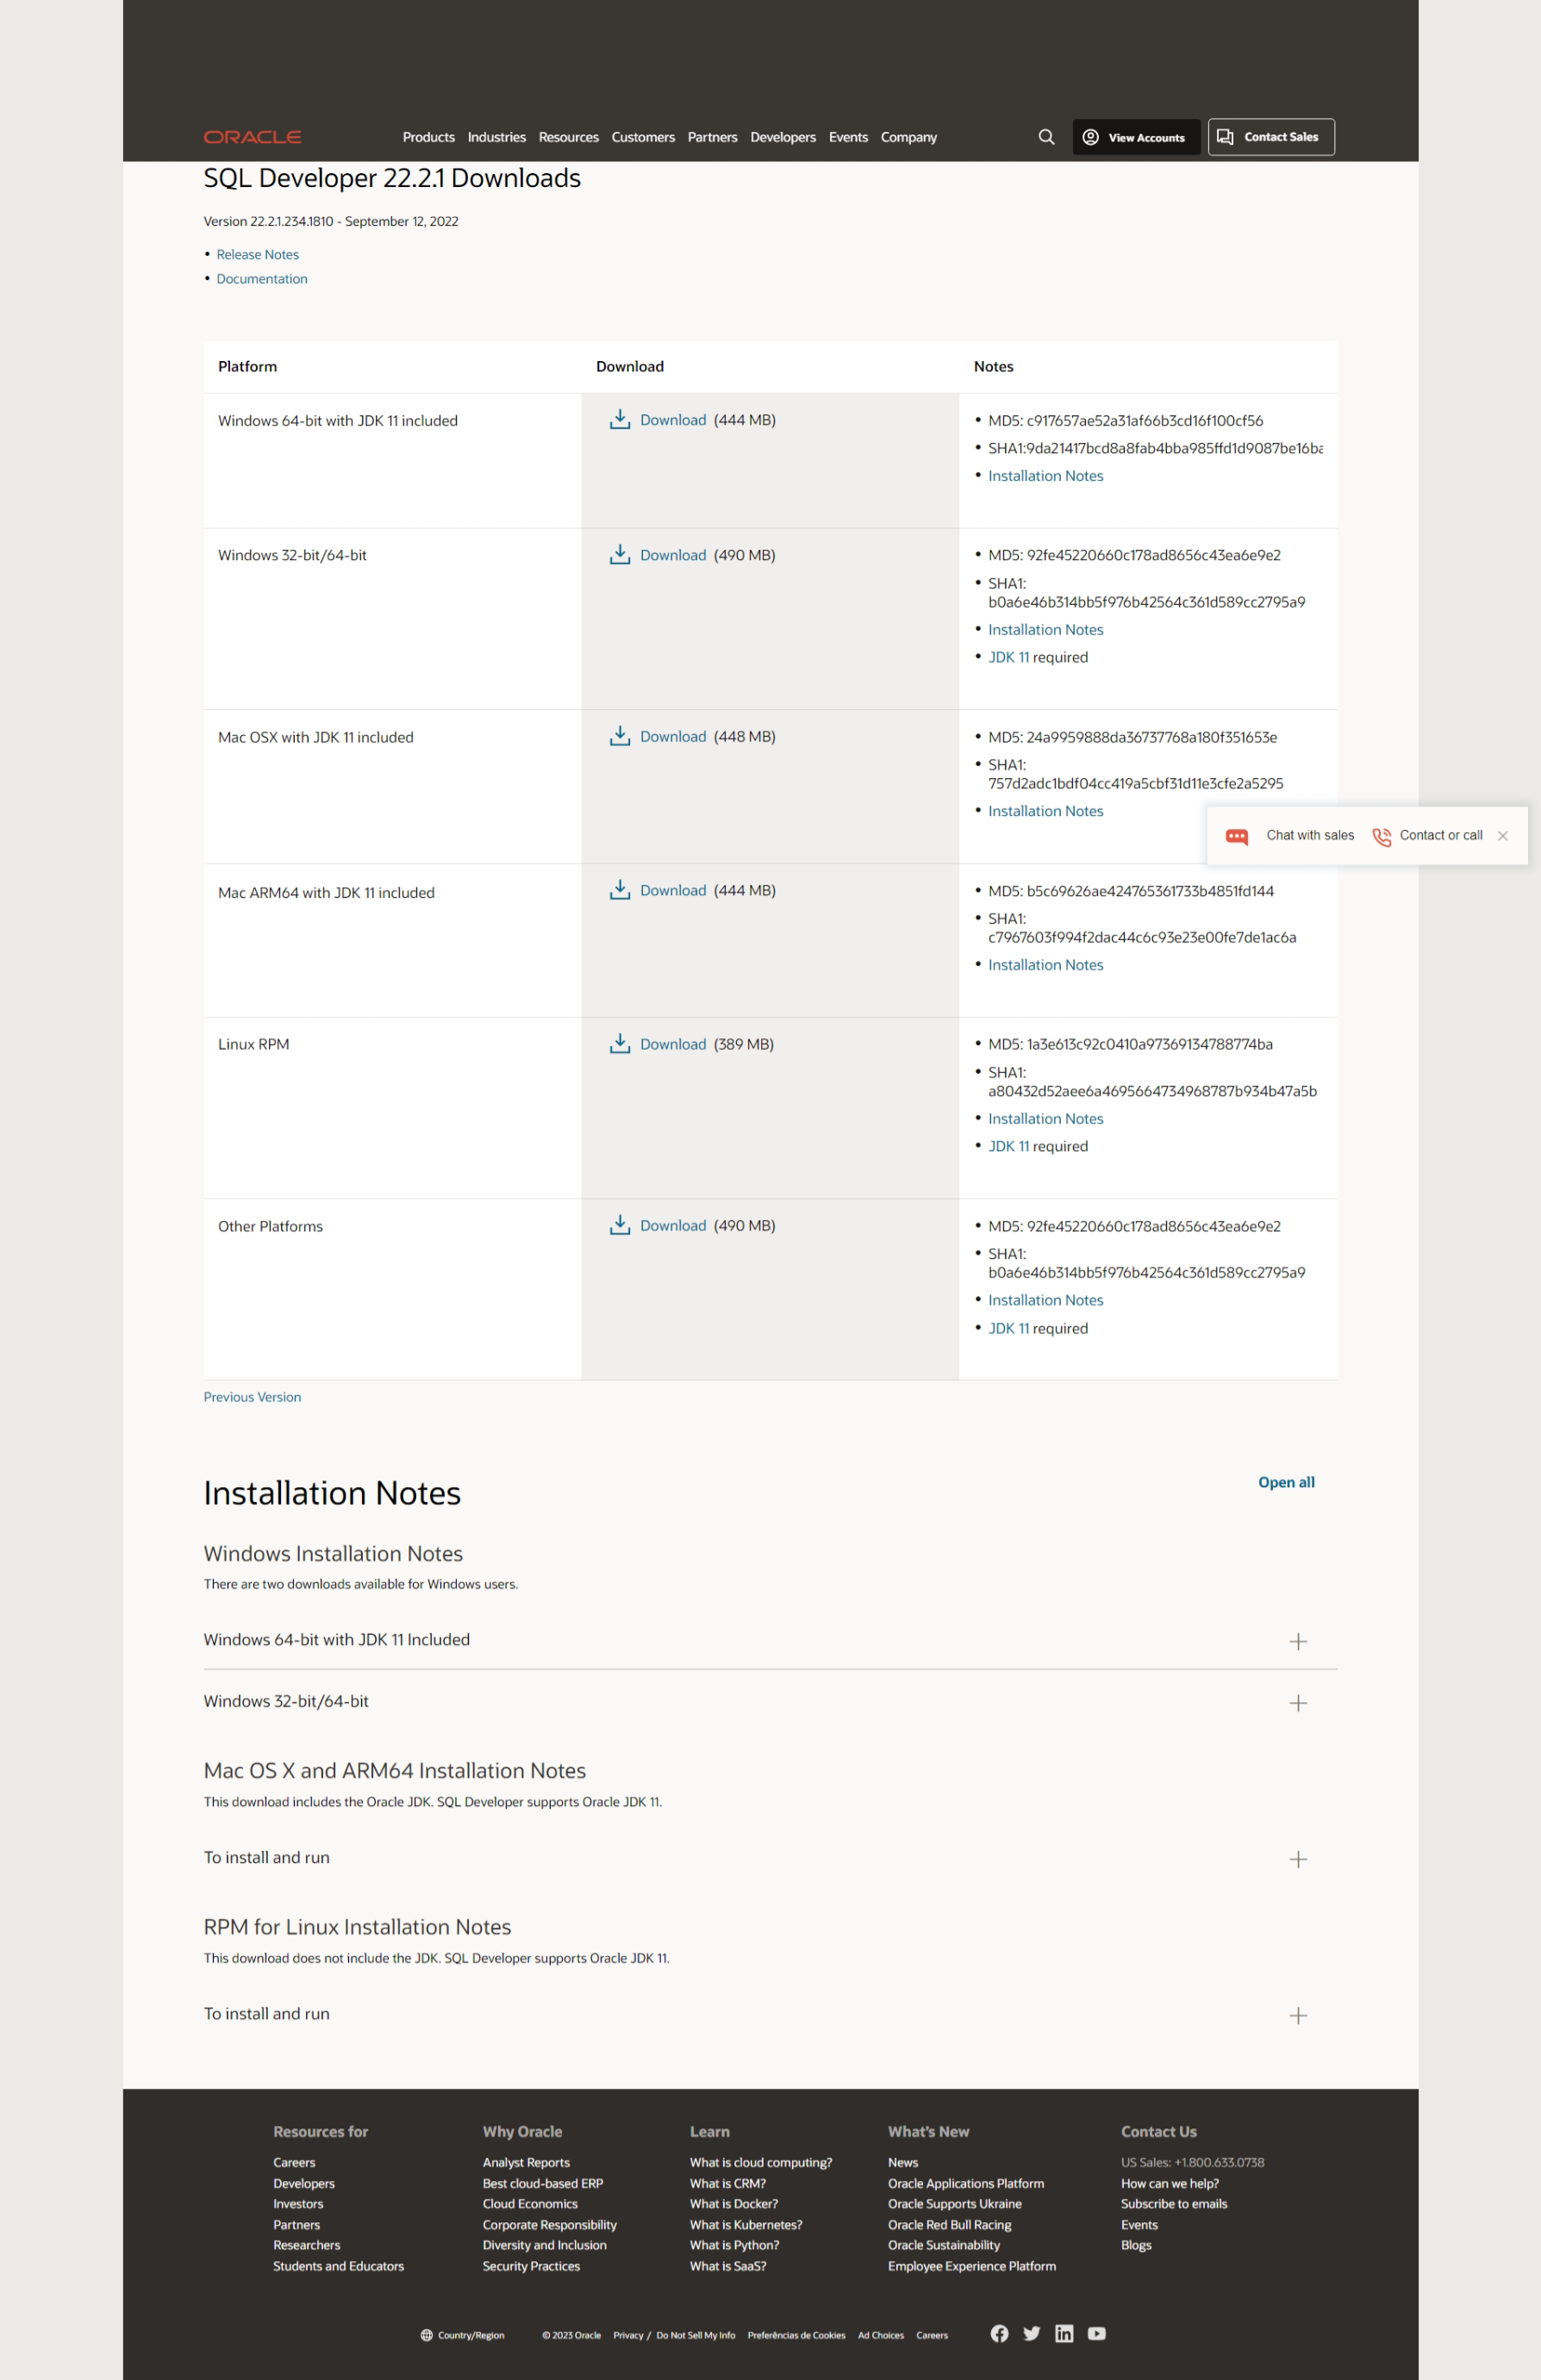 ORACLE
Products Industries Resources Customers Partners Developers Events Company
View Accounts
Contact Sales
SQL Developer 22.2.1 Downloads
Version 22.2.1.234.1810 - September 12, 2022
• Release Notes
• Documentation
Platform Download Notes
Windows 64-bit with JDK 11 included
Download (444 MB)
• MD5: c917657ae52a31af66b3cd16f100cf56
• SHA1:9da21417bcd8a8fab4bba985ffd1d9087be16ba
• Installation Notes
Windows 32-bit/64-bit
Download (490 MB)
• MD5: 92fe45220660c178ad8656c43ea6e9e2
• SHA1:
b0a6e46b314bb5f976b42564c361d589cc2795a9
• Installation Notes
• JDK 11 required
Mac OSX with JDK 11 included
Download (448 MB)
• MD5: 24a9959888da36737768a180f351653e
• SHA1:
757d2adc1bdf04cc419a5cbf31d11e3cfe2a5295
• Installation Notes
Chat with sales
Contact or call
Mac ARM64 with JDK 11 included
Download (444 MB)
• MD5: b5c69626ae424765361733b4851fd144
• SHA1:
c7967603f994f2dac44c6c93e23e00fe7de1ac6a
• Installation Notes
Linux RPM
Download (389 MB)
• MD5: 1a3e613c92c0410a97369134788774ba
• SHA1:
a80432d52aee6a4695664734968787b934b47a5b
• Installation Notes
• JDK 11 required
Other Platforms
Download (490 MB)
• MD5: 92fe45220660c178ad8656c43ea6e9e2
• SHA1:
b0a6e46b314bb5f976b42564c361d589cc2795a9
• Installation Notes
• JDK 11 required
Previous Version
Installation Notes
Open all
Windows Installation Notes
There are two downloads available for Windows users.
Windows 64-bit with JDK 11 Included
Windows 32-bit/64-bit
Mac OS X and ARM64 Installation Notes
This download includes the Oracle JDK. SQL Developer supports Oracle JDK 11.
To install and run
RPM for Linux Installation Notes
This download does not include the JDK. SQL Developer supports Oracle JDK 11.
To install and run
Resources for
Careers
Developers
Investors
Partners
Researchers
Students and Educators
Why Oracle
Analyst Reports
Best cloud-based ERP
Cloud Economics
Corporate Responsibility
Diversity and Inclusion
Security Practices
Learn
What is cloud computing?
What is CRM?
What is Docker?
What is Kubernetes?
What is Python?
What is SaaS?
What's New
News
Oracle Applications Platform
Oracle Supports Ukraine
Oracle Red Bull Racing
Oracle Sustainability
Employee Experience Platform
Contact Us
US Sales: +1.800.633.0738
How can we help?
Subscribe to emails
Events
Blogs
Country/Region © 2023 Oracle Privacy / Do Not Sell My Info Preferências de Cookies Ad Choices Careers